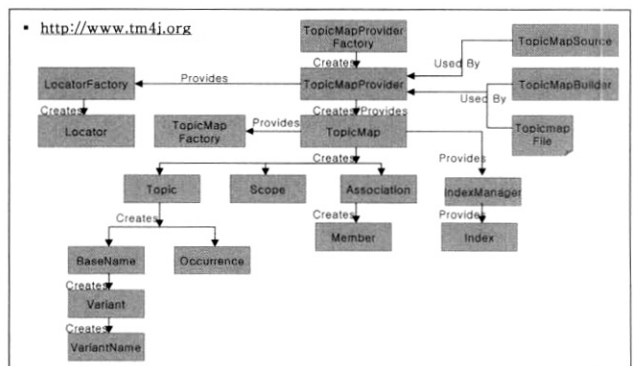 ▪ http://www.tm4j.org
TopicMapProvider
Factory
TopicMapSource
Creates
Used By
LocatorFactory
Provides
TopicMapProvider
TopicMapBuilder
Used By
Creates
Creates
Provides
Locator
TopicMap
Factory
Provides
TopicMap
Topicmap
File
Creates
Provides
Topic
Scope
Association
IndexManager
Creates
Creates
Provides
Member
Index
BaseName
Occurrence
Creates
Variant
Creates
VariantName